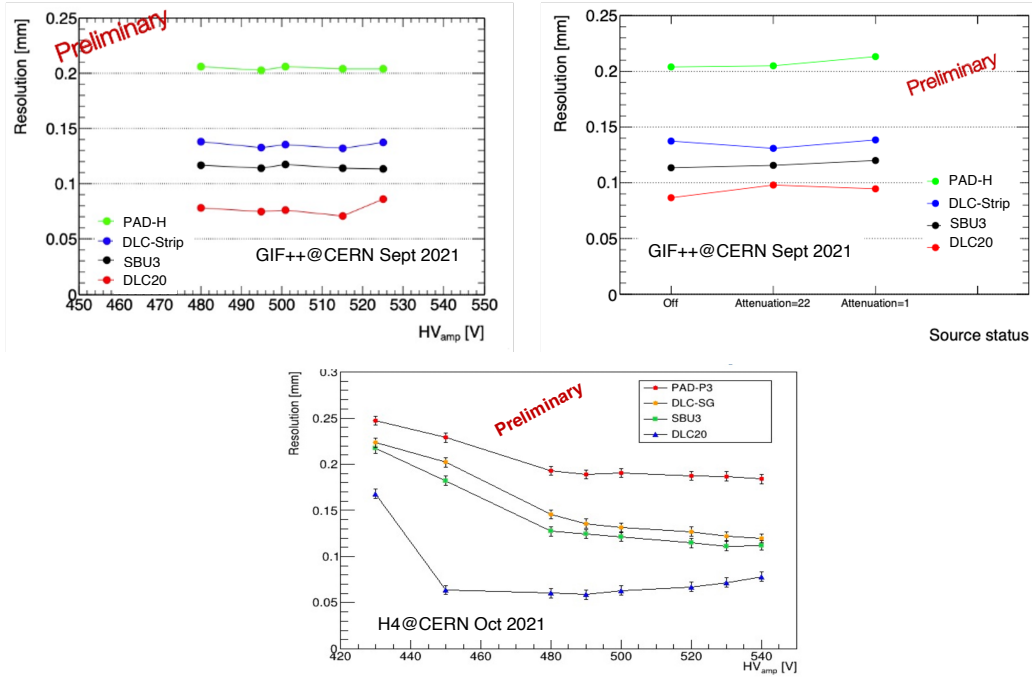 0.25
0.2
0.15
0.1
0.05
0
Resolution [mm]
Preliminary
PAD-H
DLC-Strip
SBU3
DLC20
GIF++@CERN Sept 2021
450 460 470 480 490 500 510 520 530 540 550
HVamp [V]
0.25
0.2
0.15
0.1
0.05
0
Resolution [mm]
Preliminary
PAD-H
DLC-Strip
SBU3
DLC20
GIF++@CERN Sept 2021
Off Attenuation=22 Attenuation=1
Source status
0.3
0.25
0.2
0.15
0.1
0.05
0
Resolution [mm]
Preliminary
PAD-P3
DLC-SG
SBU3
DLC20
H4@CERN Oct 2021
420 440 460 480 500 520 540
HVamp [V]